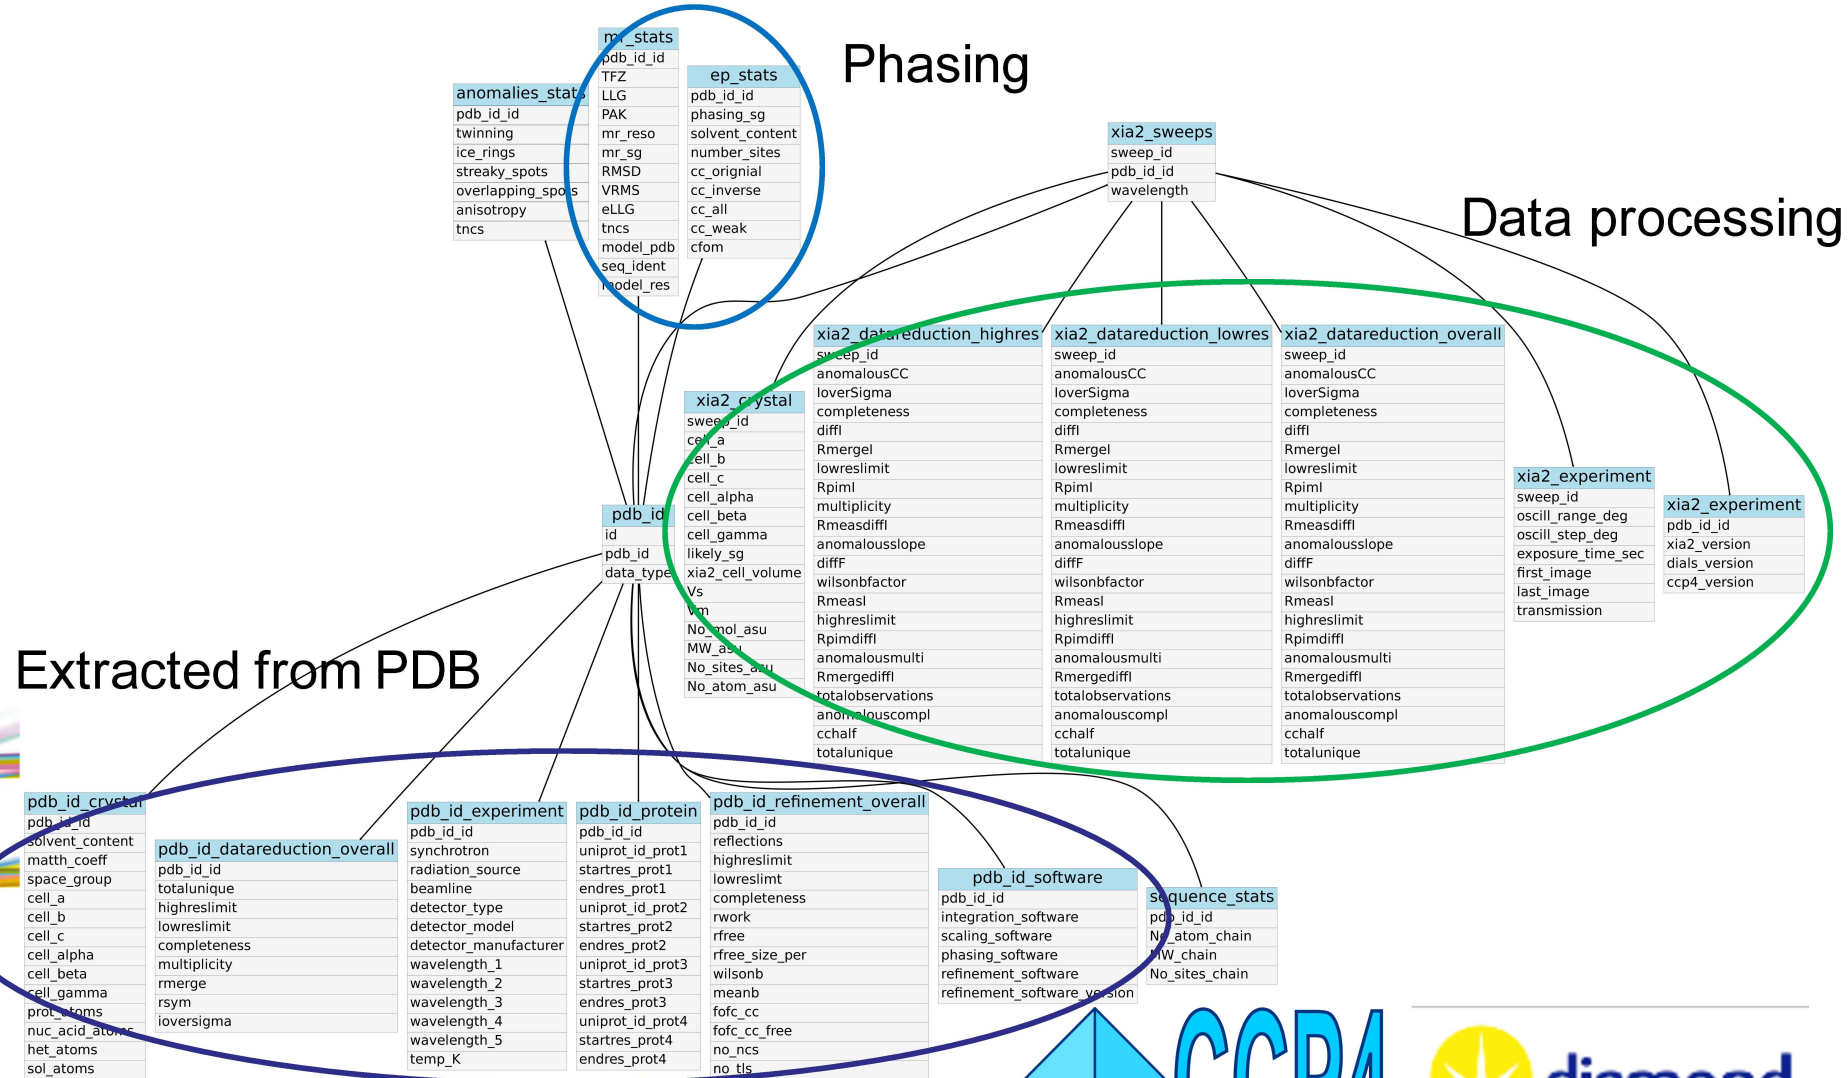 Phasing
Data processing
Extracted from PDB
mr_stats
pdb_id_id
TFZ
LLG
PAK
mr_reso
mr_sg
RMSD
VRMS
eLLG
tncs
model_pdb
seq_ident
model_res
ep_stats
pdb_id_id
phasing_sg
solvent_content
number_sites
cc_orignial
cc_inverse
cc_all
cc_weak
cfom
anomalies_stats
pdb_id_id
twinning
ice_rings
streaky_spots
overlapping_spots
anisotropy
tncs
xia2_sweeps
sweep_id
pdb_id_id
wavelength
xia2_crystal
sweep_id
cell_a
cell_b
cell_c
cell_alpha
cell_beta
cell_gamma
likely_sg
xia2_cell_volume
Vs
Vm
No_mol_asu
MW_asu
No_sites_asu
No_atom_asu
xia2_datareduction_highres
sweep_id
anomalousCC
IoverSigma
completeness
diffI
RmergeI
lowreslimit
RpimI
multiplicity
RmeasdiffI
anomalousslope
diffF
wilsonbfactor
RmeasI
highreslimit
RpimdiffI
anomalousmulti
RmergediffI
totalobservations
anomalouscompl
cchalf
totalunique
xia2_datareduction_lowres
sweep_id
anomalousCC
IoverSigma
completeness
diffI
RmergeI
lowreslimit
RpimI
multiplicity
RmeasdiffI
anomalousslope
diffF
wilsonbfactor
RmeasI
highreslimit
RpimdiffI
anomalousmulti
RmergediffI
totalobservations
anomalouscompl
cchalf
totalunique
xia2_datareduction_overall
sweep_id
anomalousCC
IoverSigma
completeness
diffI
RmergeI
lowreslimit
RpimI
multiplicity
RmeasdiffI
anomalousslope
diffF
wilsonbfactor
RmeasI
highreslimit
RpimdiffI
anomalousmulti
RmergediffI
totalobservations
anomalouscompl
cchalf
totalunique
xia2_experiment
sweep_id
oscill_range_deg
oscill_step_deg
exposure_time_sec
first_image
last_image
transmission
xia2_experiment
pdb_id_id
xia2_version
dials_version
ccp4_version
pdb_id
id
pdb_id
data_type
pdb_id_crystal
pdb_id_id
solvent_content
matth_coeff
space_group
cell_a
cell_b
cell_c
cell_alpha
cell_beta
cell_gamma
prot_atoms
nuc_acid_atoms
het_atoms
sol_atoms
pdb_id_datareduction_overall
pdb_id_id
totalunique
highreslimit
lowreslimit
completeness
multiplicity
rmerge
rsym
ioversigma
pdb_id_experiment
pdb_id_id
synchrotron
radiation_source
beamline
detector_type
detector_model
detector_manufacturer
wavelength_1
wavelength_2
wavelength_3
wavelength_4
wavelength_5
temp_K
pdb_id_protein
pdb_id_id
uniprot_id_prot1
startres_prot1
endres_prot1
uniprot_id_prot2
startres_prot2
endres_prot2
uniprot_id_prot3
startres_prot3
endres_prot3
uniprot_id_prot4
startres_prot4
endres_prot4
pdb_id_refinement_overall
pdb_id_id
reflections
highreslimit
lowreslimt
completeness
rwork
rfree
rfree_size_per
wilsonb
meanb
fofc_cc
fofc_cc_free
no_ncs
no_tls
pdb_id_software
pdb_id_id
integration_software
scaling_software
phasing_software
refinement_software
refinement_software_version
sequence_stats
pdb_id_id
No_atom_chain
MW_chain
No_sites_chain
CCP4
diamond